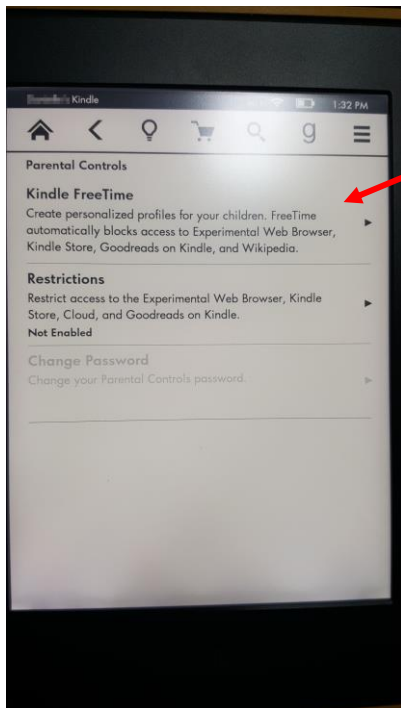 Kindle
1:32 PM
g
Parental Controls
Kindle FreeTime
Create personalized profiles for your children. FreeTime
automatically blocks access to Experimental Web Browser,
Kindle Store, Goodreads on Kindle, and Wikipedia.
Restrictions
Restrict access to the Experimental Web Browser, Kindle
Store, Cloud, and Goodreads on Kindle.
Not Enabled
Change Password
Change your Parental Controls password.